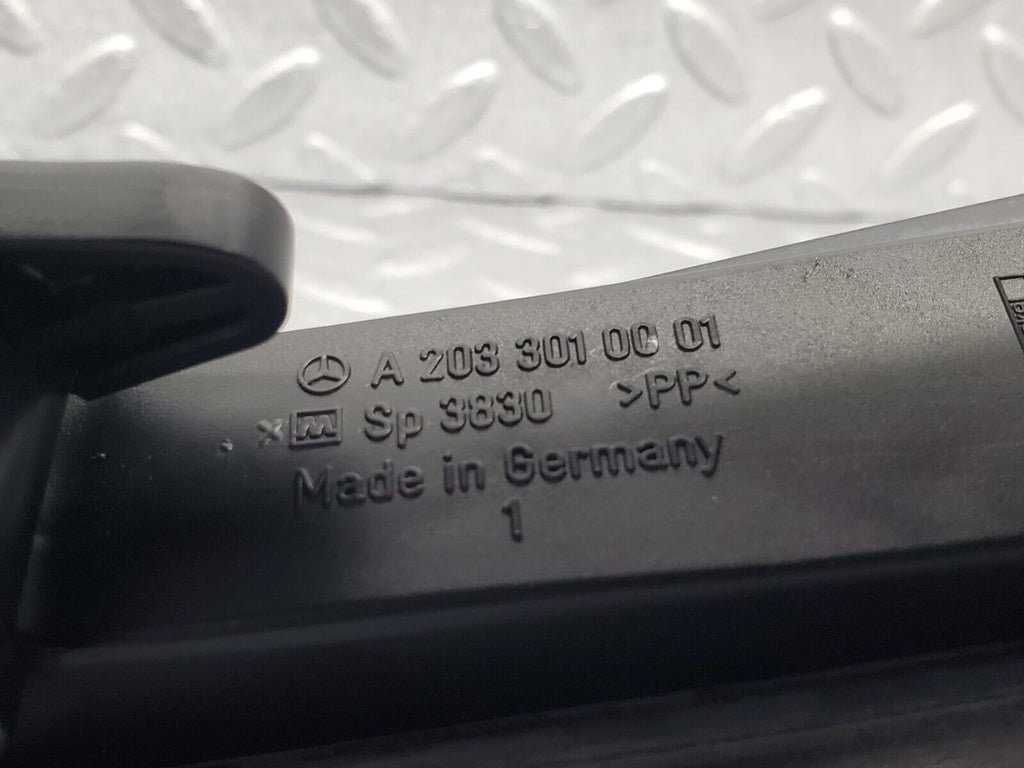 A 203 301 00 01
M Sp 3830 >PP<
Made in Germany
1